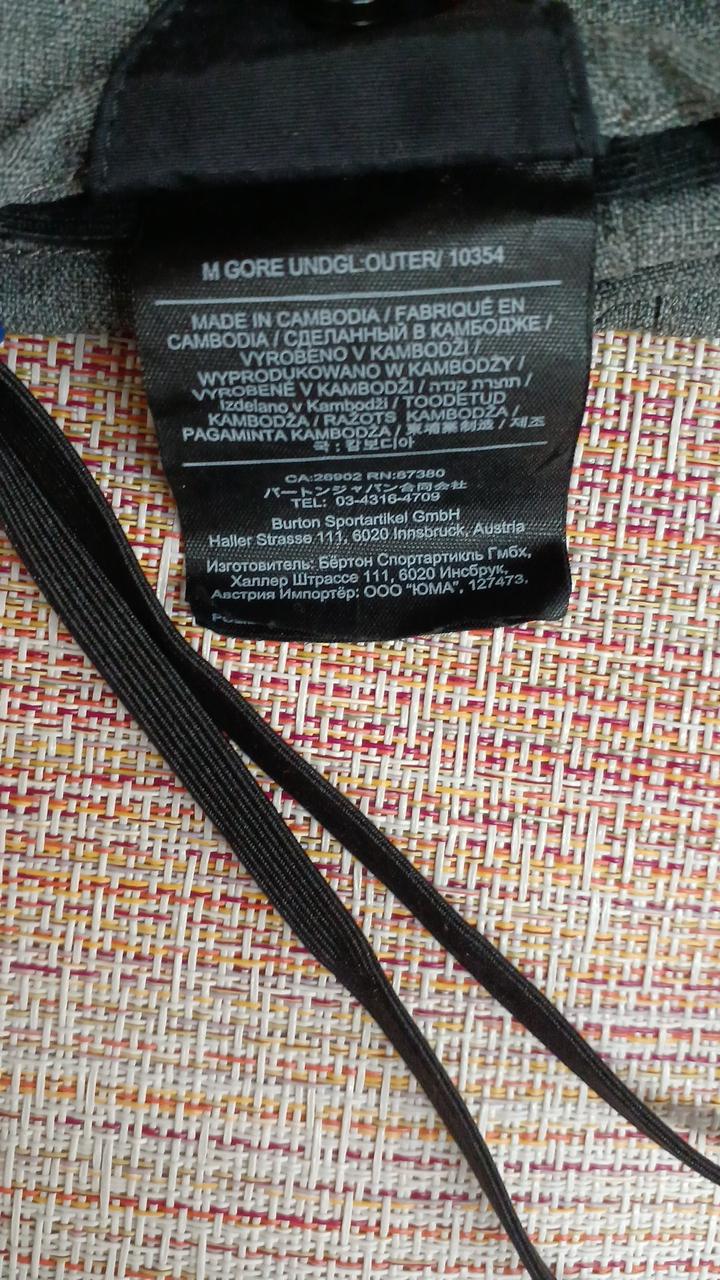 M GORE UNDGL:OUTER/ 10354
MADE IN CAMBODIA / FABRIQUÉ EN
CAMBODIA / СДЕЛАННЫЙ В КАМБОДЖЕ /
VYROBENO V KAMBODŽI /
WYPRODUKOWANO W KAMBODŻY /
VYROBENÉ V KAMBODŽI / תוצרת קמבודיה /
Izdelano v Kambodži / TOODETUD
KAMBODŽA / RAŽOTS KAMBODŽA /
PAGAMINTA KAMBODŽA / 柬埔寨制造 / 제조
국 : 캄보디아
CA:26902 RN:87380
バートンジャパン合同会社
TEL: 03-4316-4709
Burton Sportartikel GmbH
Haller Strasse 111, 6020 Innsbruck, Austria
Изготовитель: Бёртон Спортартикль Гмбх,
Халлер Штрассе 111, 6020 Инсбрук,
Австрия Импортёр: ООО "ЮМА", 127473,